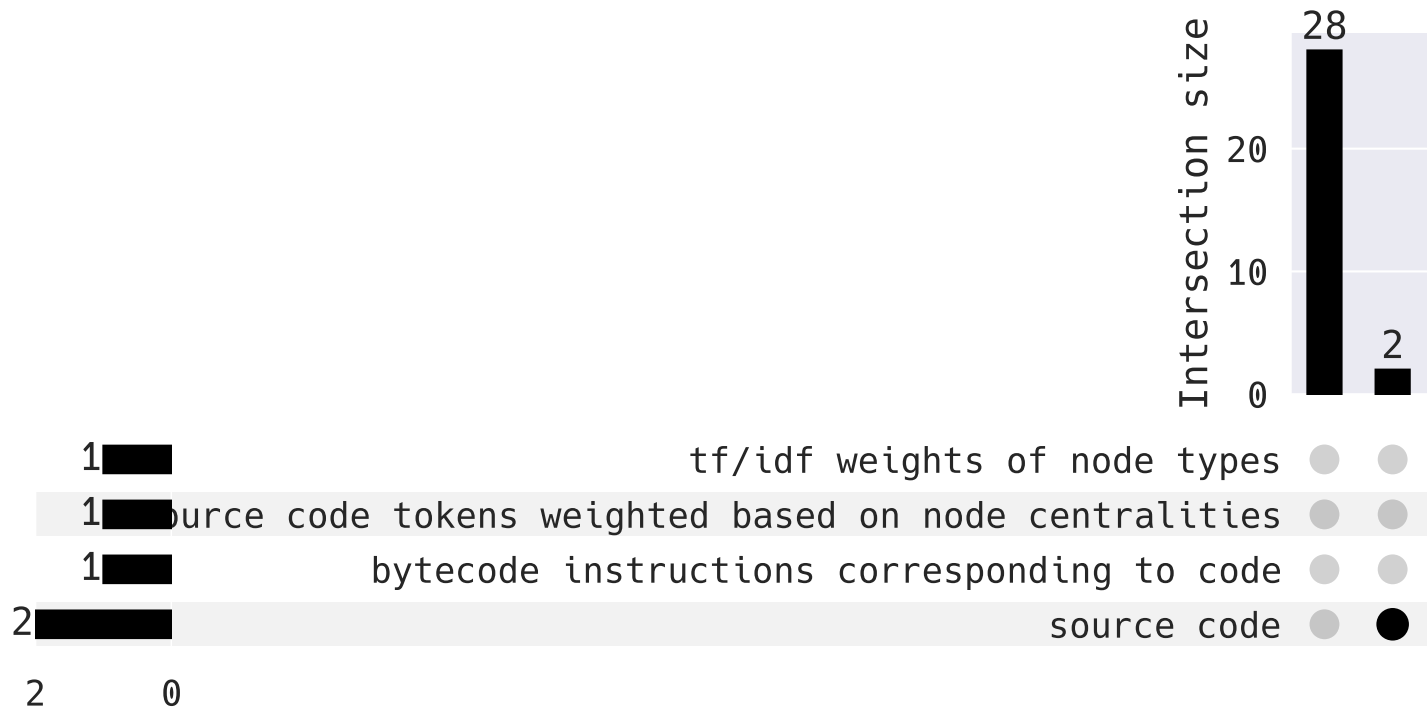 28
Intersection size
20
10
2
0
1 tf/idf weights of node types
1 code tokens weighted based on node centralities
1 bytecode instructions corresponding to code
2 source code
2 0